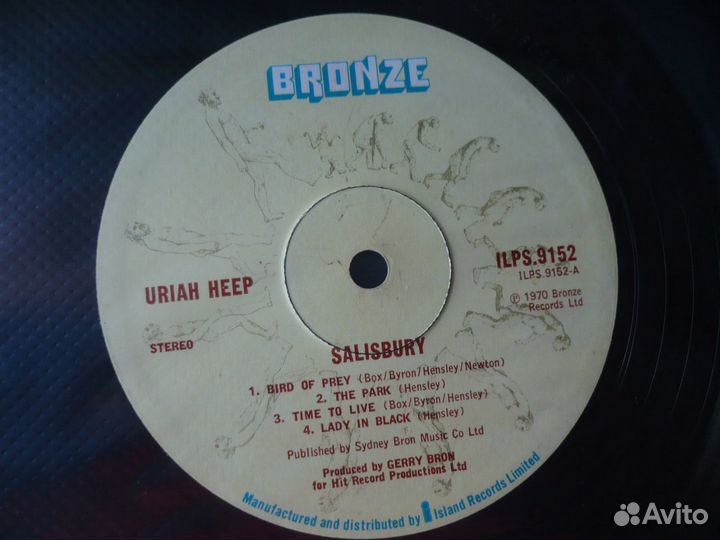 BRONZE
ILPS.9152
ILPS.9152-A
URIAH HEEP
℗ 1970 Bronze
Records Ltd
STEREO
SALISBURY
1. BIRD OF PREY (Box/Byron/Hensley/Newton)
2. THE PARK (Hensley)
3. TIME TO LIVE (Box/Byron/Hensley)
4. LADY IN BLACK (Hensley)
Published by Sydney Bron Music Co Ltd
Produced by GERRY BRON
for Hit Record Productions Ltd
Manufactured and distributed by i Island Records Limited
Avito